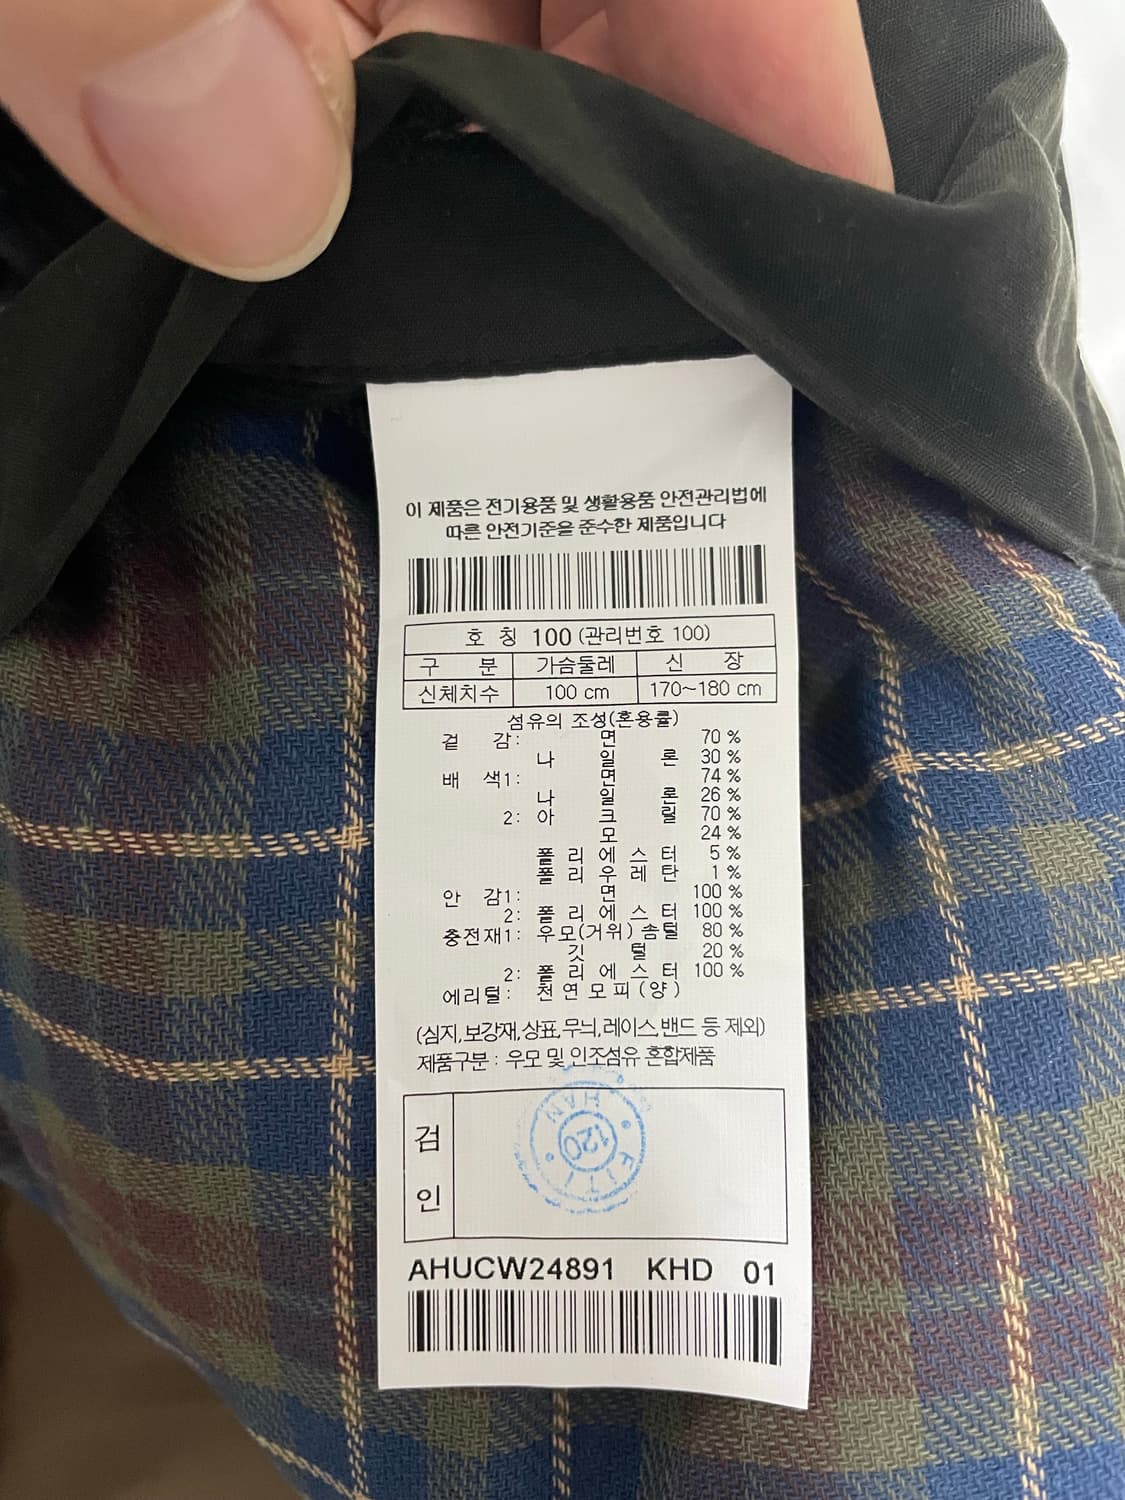 이 제품은 전기용품 및 생활용품 안전관리법에
따른 안전기준을 준수한 제품입니다
호 칭 100 (관리번호 100)
구 분 가슴둘레 신 장
신체치수 100 cm 170~180 cm
섬유의 조성(혼용률)
겉 감: 면 70 %
나 일 론 30 %
배 색1: 면 74 %
나 일 론 26 %
2: 아 크 릴 70 %
모 24 %
폴 리 에 스 터 5 %
폴 리 우 레 탄 1 %
안 감1: 면 100 %
2: 폴 리 에 스 터 100 %
충전재1: 우모(거위) 솜털 80 %
깃 털 20 %
2: 폴 리 에 스 터 100 %
에리털: 천 연 모 피 (양)
(심지,보강재,상표,무늬,레이스,밴드 등 제외)
제품구분 : 우모 및 인조섬유 혼합제품
검인
HAN
120
FITI
AHUCW24891 KHD 01